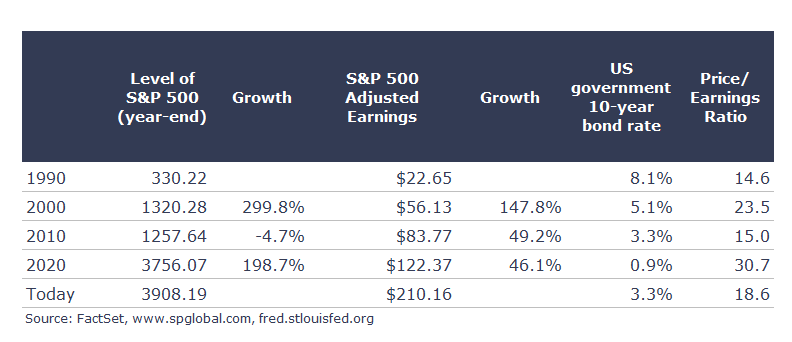 Level of S&P 500 (year-end) Growth S&P 500 Adjusted Earnings Growth US government 10-year bond rate Price/ Earnings Ratio
1990 330.22 $22.65 8.1% 14.6
2000 1320.28 299.8% $56.13 147.8% 5.1% 23.5
2010 1257.64 -4.7% $83.77 49.2% 3.3% 15.0
2020 3756.07 198.7% $122.37 46.1% 0.9% 30.7
Today 3908.19 $210.16 3.3% 18.6
Source: FactSet, www.spglobal.com, fred.stlouisfed.org